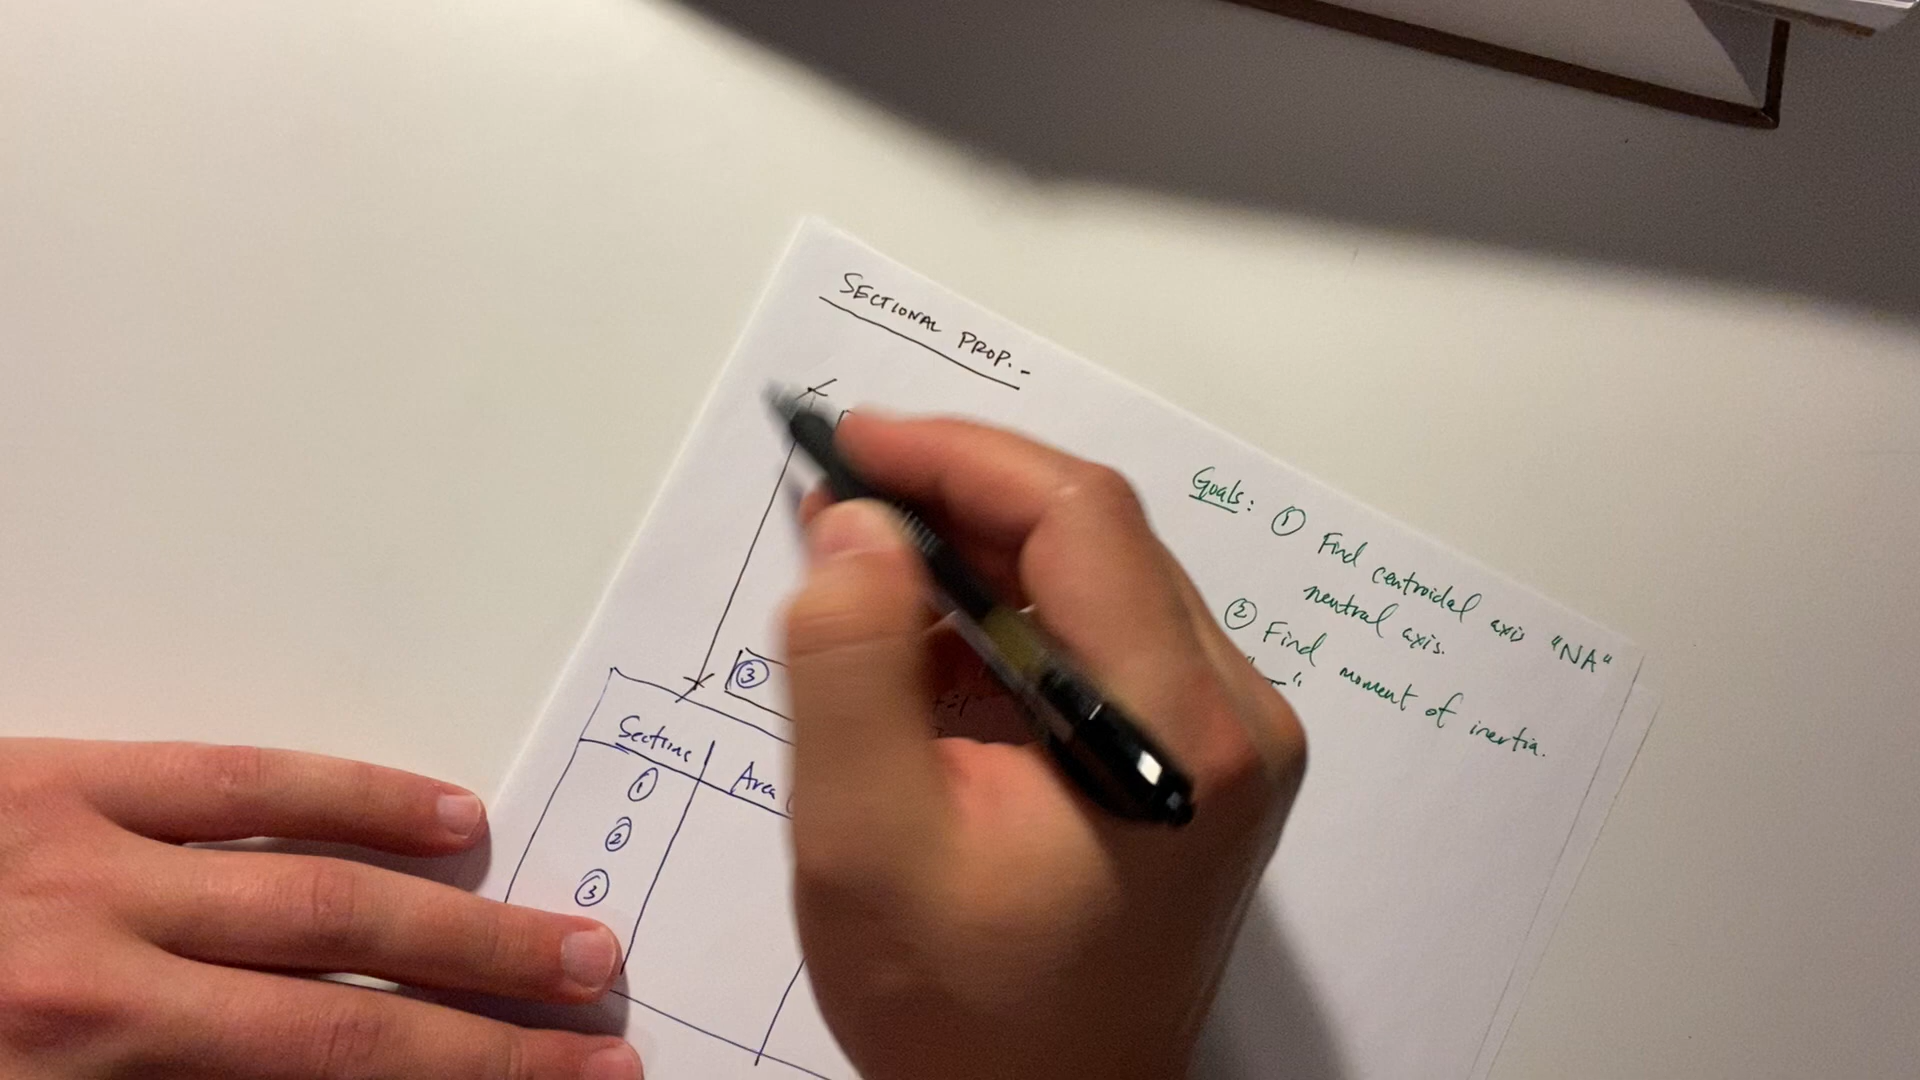 SECTIONAL PROP.-
Goals: ① Find centroidal axis "NA"
neutral axis.
② Find moment of inertia.
③
Sections
Area
①
②
③